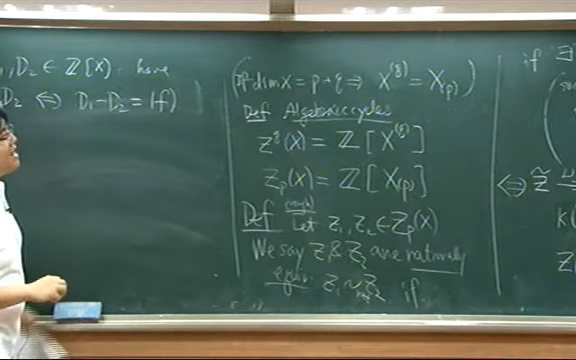 D₂ ∈ ℤ[X]. have
D₂ ⟺ D₁ - D₂ = (f)
(If dim X = p + q ⟹ X^(q) = X_(p))
Def Algebraic cycles
Z^q(X) = ℤ[X^(q)]
Z_p(X) = ℤ[X_(p)]
Def (rough) Let Z₁, Z₂ ∈ Z_p(X)
We say Z₁ & Z₂ are rationally
equiv. Z₁ ~ Z₂ if
if ∃
⟺ Z̃
K(
Z